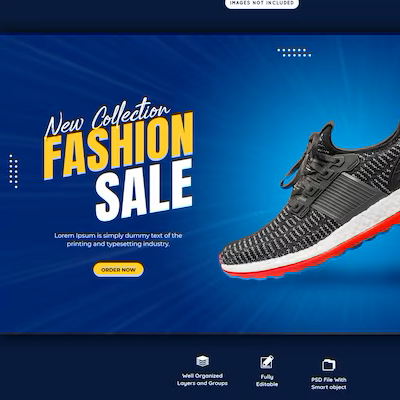 IMAGES NOT INCLUDED
New Collection
FASHION
SALE
Lorem Ipsum is simply dummy text of the
printing and typesetting industry.
ORDER NOW
Well Organized
Layers and Groups
Fully
Editable
PSD File With
Smart object